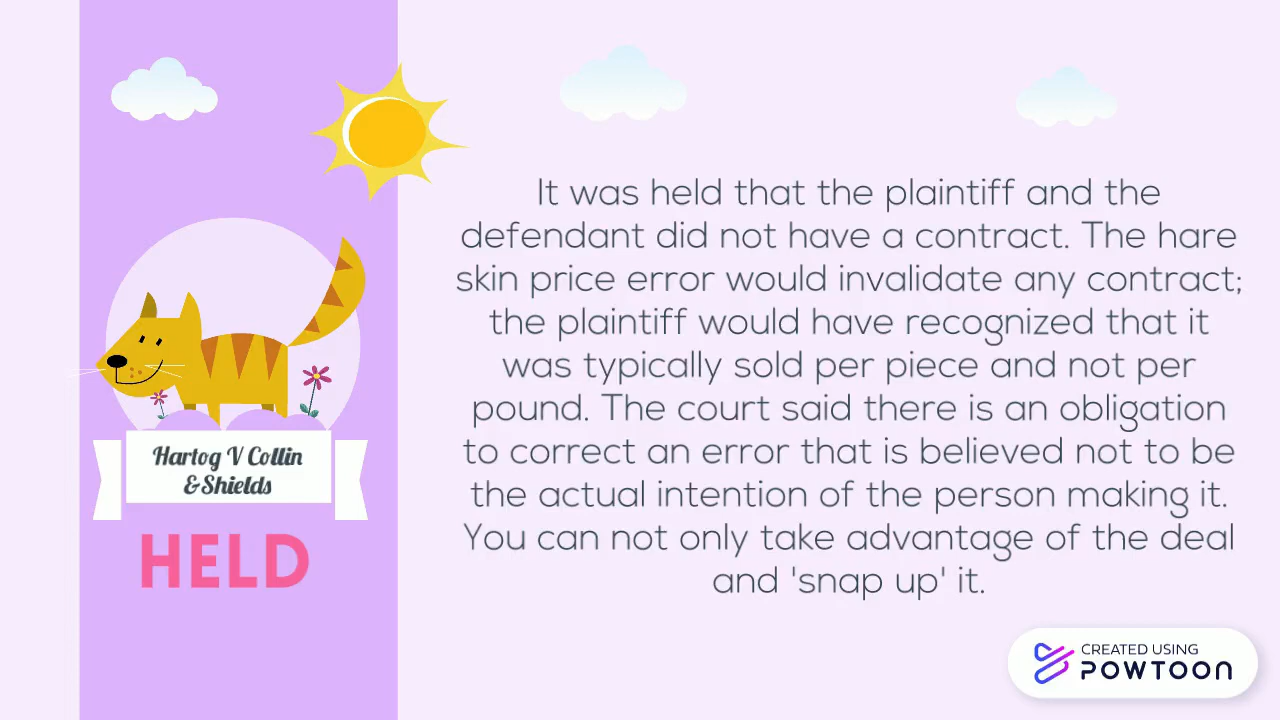 Hartog V Collin
&Shields
HELD
It was held that the plaintiff and the
defendant did not have a contract. The hare
skin price error would invalidate any contract;
the plaintiff would have recognized that it
was typically sold per piece and not per
pound. The court said there is an obligation
to correct an error that is believed not to be
the actual intention of the person making it.
You can not only take advantage of the deal
and 'snap up' it.
CREATED USING
POWTOON